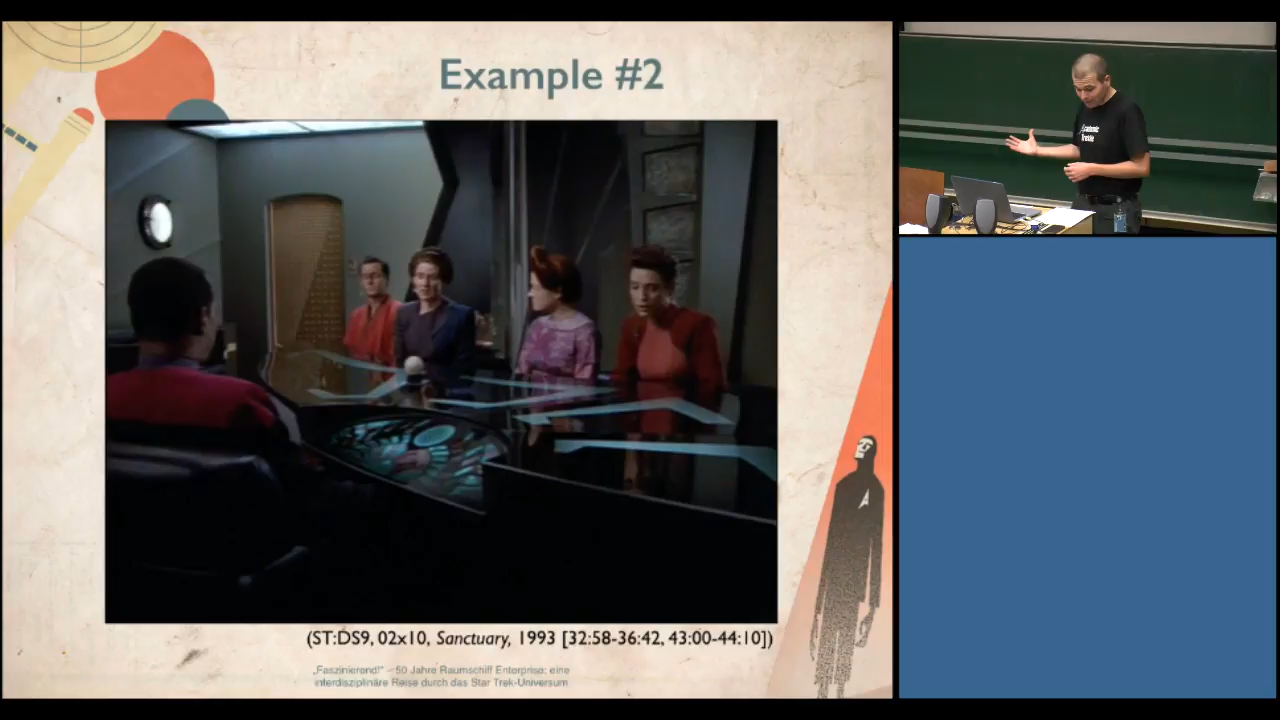 Example #2
(ST:DS9, 02x10, Sanctuary, 1993 [32:58-36:42, 43:00-44:10])
„Faszinierend!“ – 50 Jahre Raumschiff Enterprise: eine
interdisziplinäre Reise durch das Star Trek-Universum
Trekkie